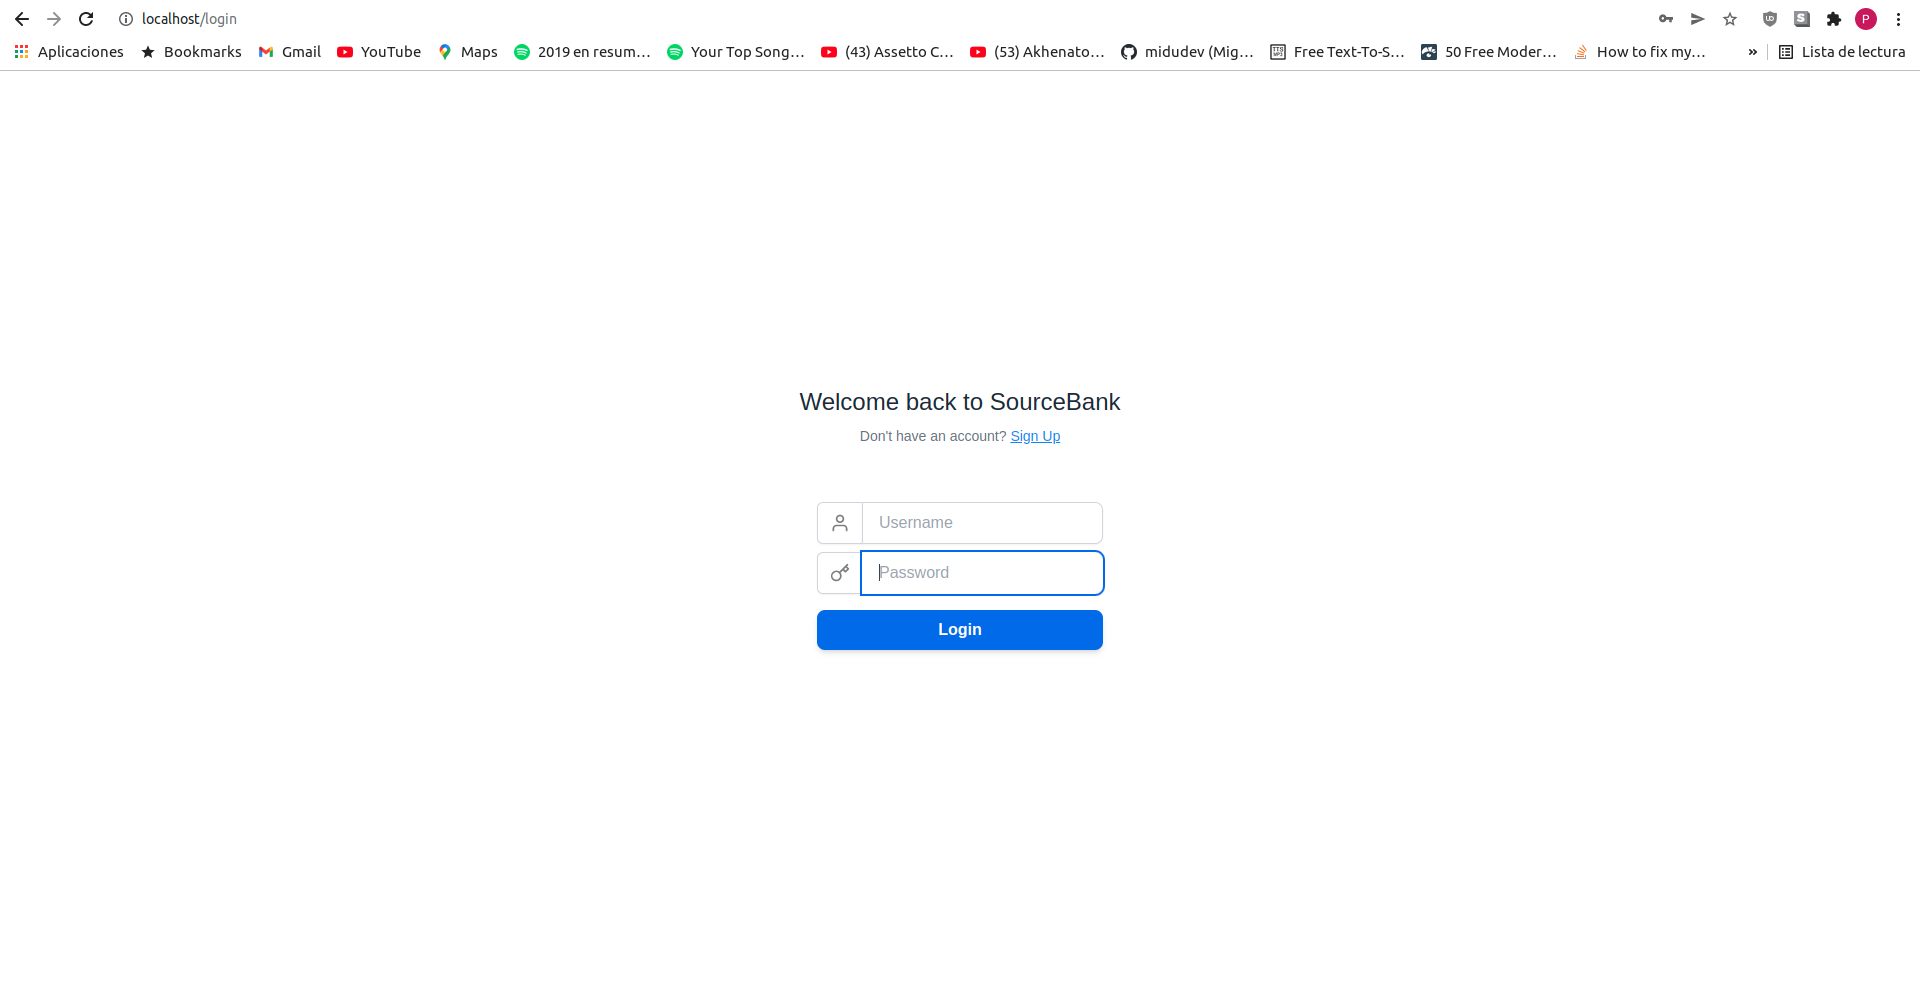 localhost/login
P
Aplicaciones Bookmarks Gmail YouTube Maps 2019 en resum... Your Top Song... (43) Assetto C... (53) Akhenato... midudev (Mig... Free Text-To-S... 50 Free Moder... How to fix my... » Lista de lectura
Welcome back to SourceBank
Don't have an account? Sign Up
Username
Password
Login